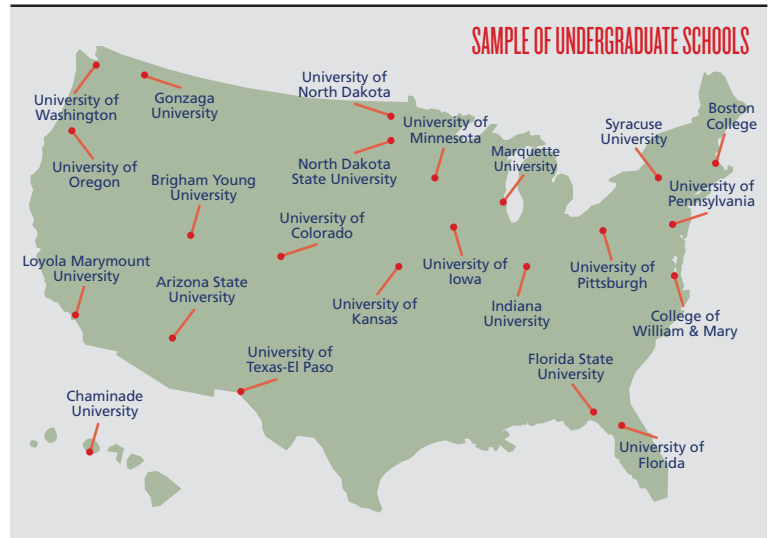 SAMPLE OF UNDERGRADUATE SCHOOLS
University of
North Dakota
University of
Washington
Gonzaga
University
University of
Minnesota
Syracuse
University
Boston
College
University of
Oregon
Brigham Young
University
North Dakota
State University
Marquette
University
University of
Pennsylvania
University of
Colorado
Loyola Marymount
University
Arizona State
University
University of
Kansas
University of
Iowa
Indiana
University
University of
Pittsburgh
College of
William & Mary
University of
Texas-El Paso
Florida State
University
Chaminade
University
University of
Florida